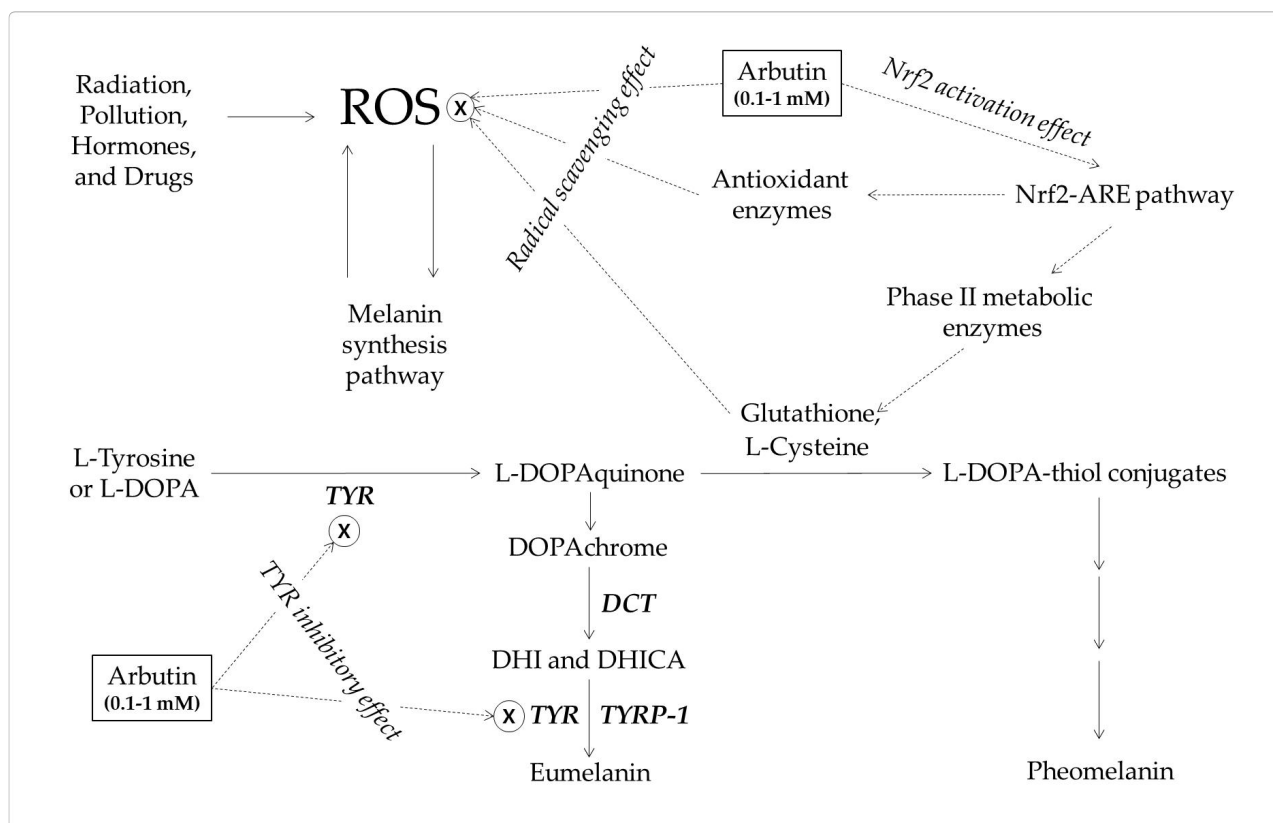 Radiation,
Pollution,
Hormones,
and Drugs
ROS
X
Radical scavenging effect
Arbutin
(0.1-1 mM)
Nrf2 activation effect
Antioxidant
enzymes
Nrf2-ARE pathway
Phase II metabolic
enzymes
Melanin
synthesis
pathway
Glutathione,
L-Cysteine
L-Tyrosine
or L-DOPA
TYR
X
L-DOPAquinone
L-DOPA-thiol conjugates
DOPAchrome
DCT
TYR inhibitory effect
DHI and DHICA
Arbutin
(0.1-1 mM)
X
TYR
TYRP-1
Eumelanin
Pheomelanin